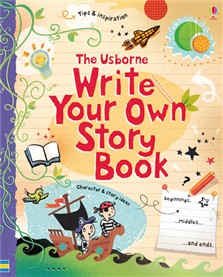 Tips & inspiration
The Usborne
Write
Your Own
Story
Book
beginnings,
middles...
...and ends.
Character & story ideas